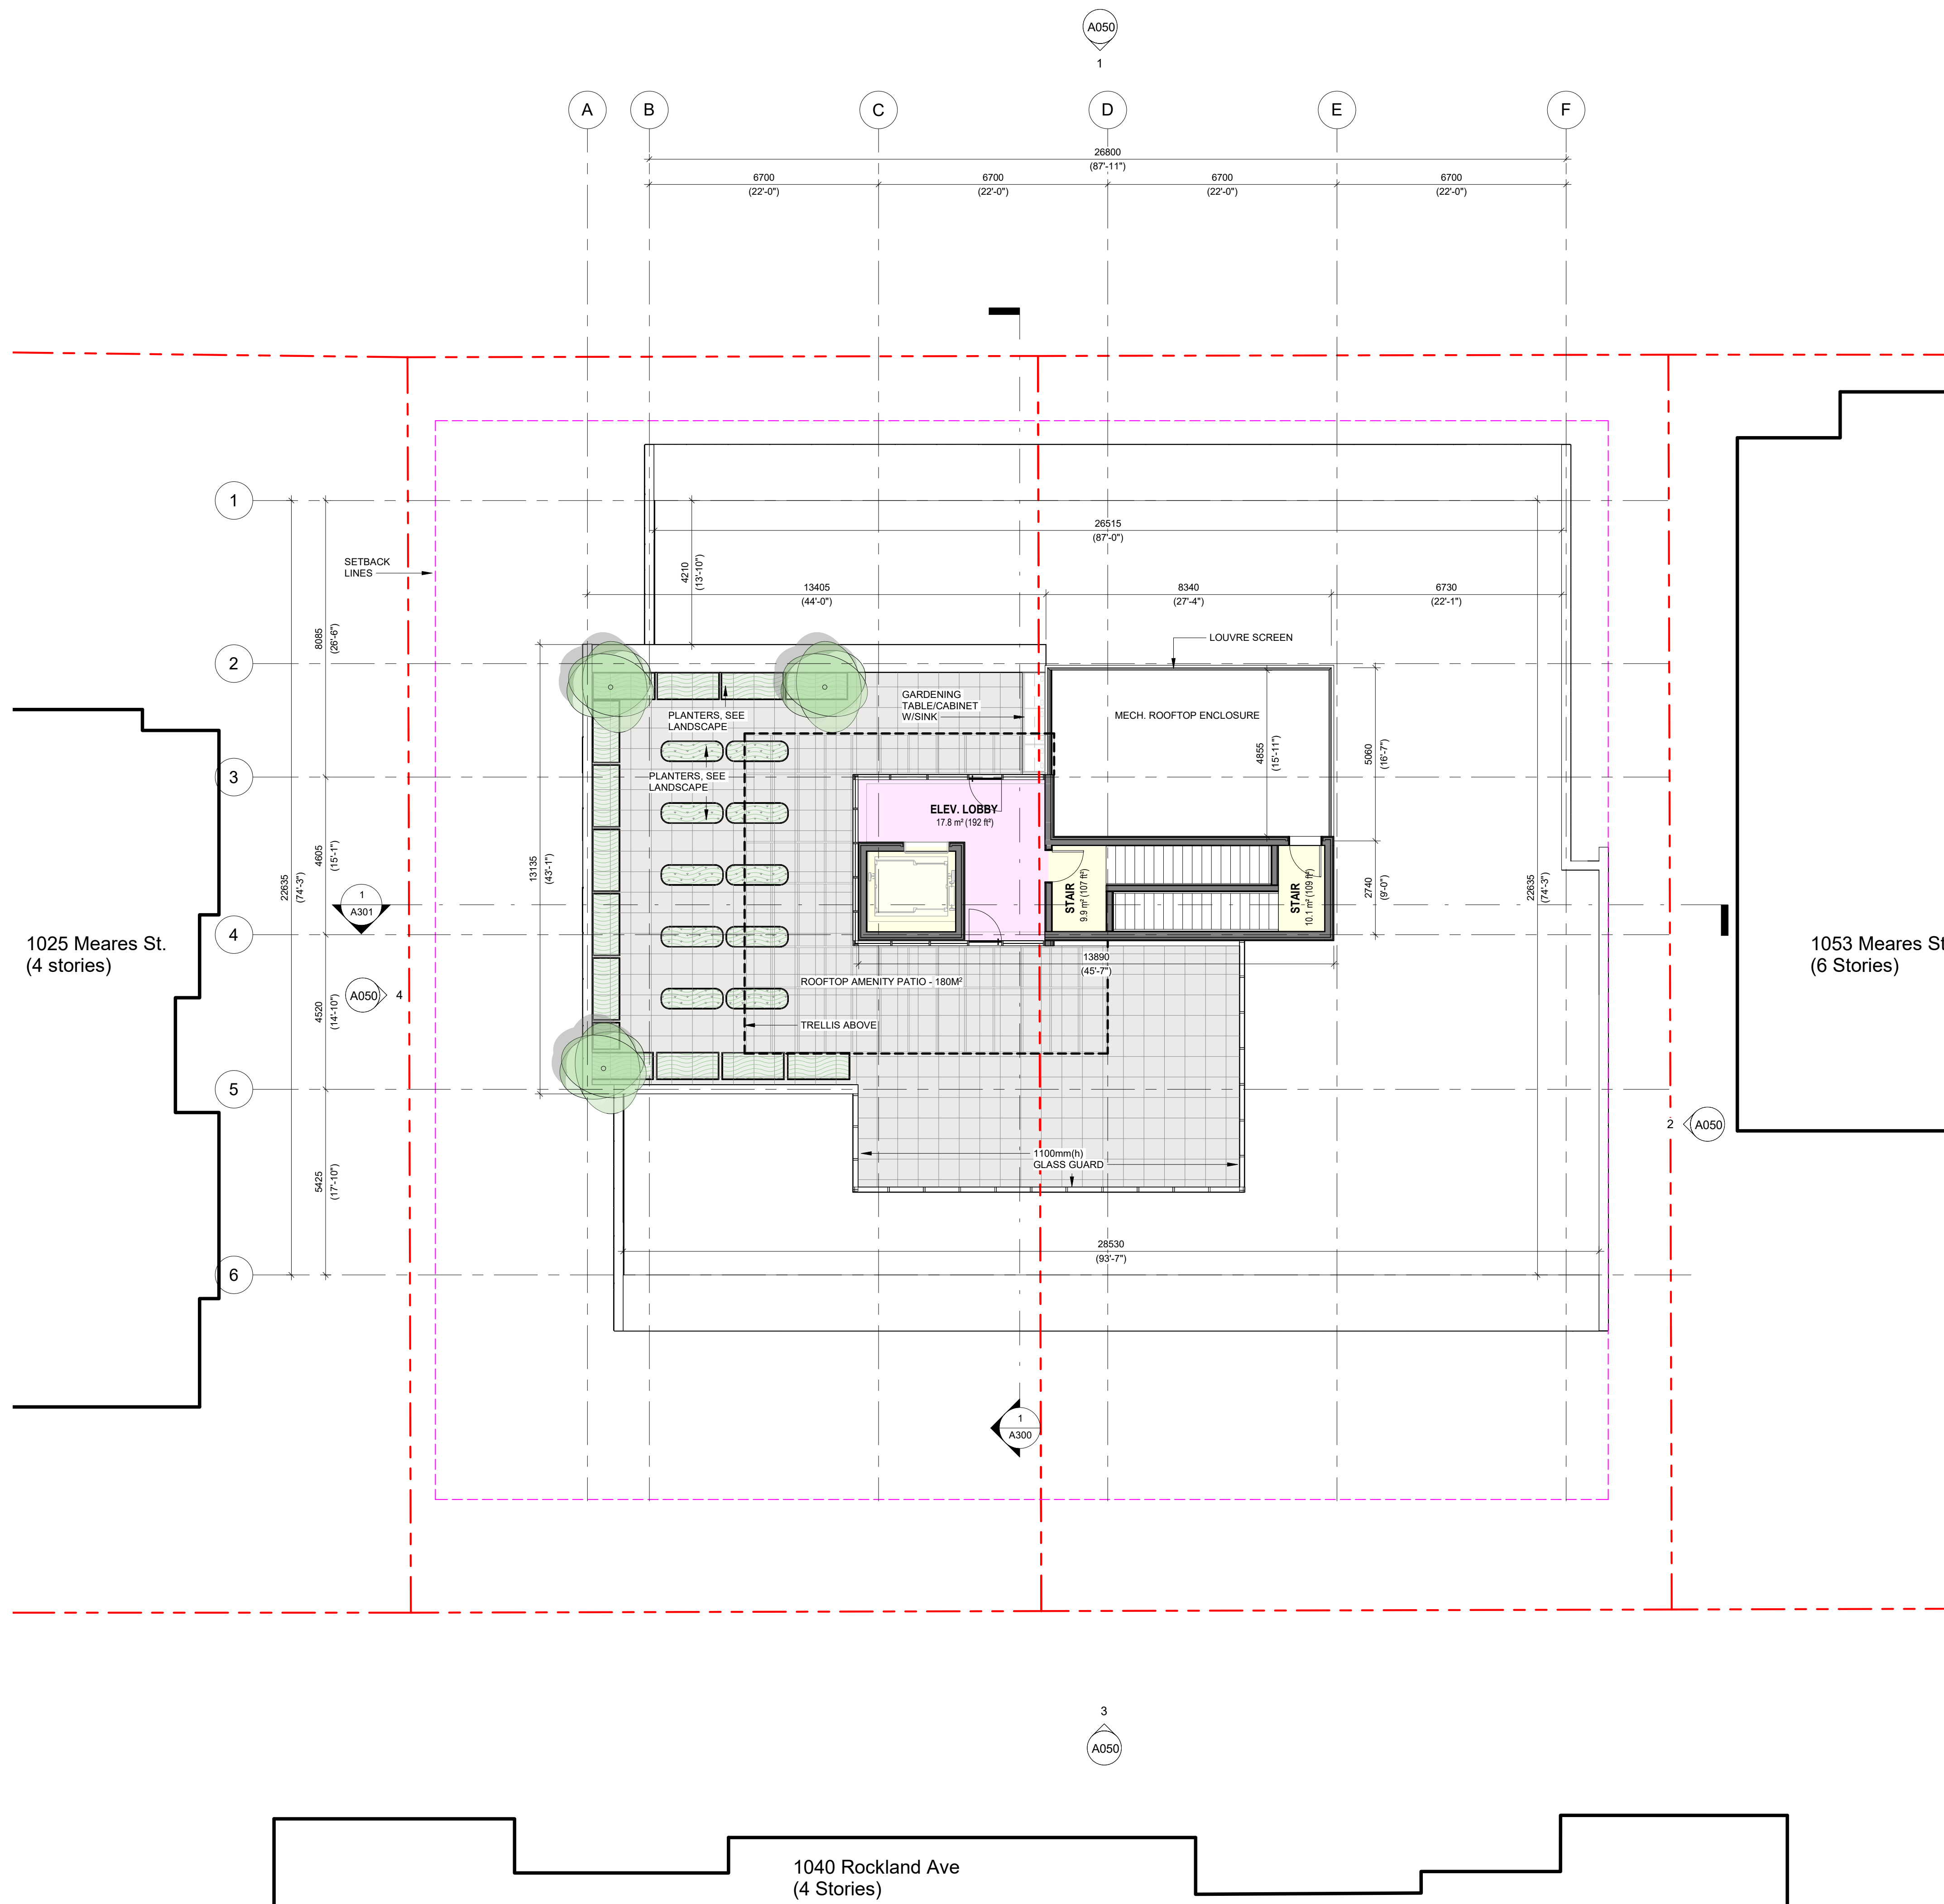 A050
1
A
B
C
D
E
F
26800
(87'-11")
6700
(22'-0")
6700
(22'-0")
6700
(22'-0")
6700
(22'-0")
1
2
3
4
5
6
SETBACK
LINES
26515
(87'-0")
4210
(13'-10")
13405
(44'-0")
8340
(27'-4")
6730
(22'-1")
8085
(26'-6")
LOUVRE SCREEN
GARDENING
TABLE/CABINET
W/SINK
MECH. ROOFTOP ENCLOSURE
PLANTERS, SEE
LANDSCAPE
4855
(15'-11")
5060
(16'-7")
PLANTERS, SEE
LANDSCAPE
ELEV. LOBBY
17.8 m² (192 ft²)
4605
(15'-1")
13135
(43'-1")
22635
(74'-3")
STAIR
9.9 m² (107 ft²)
STAIR
10.1 m² (109 ft²)
2740
(9'-0")
22635
(74'-3")
1
A301
1025 Meares St.
(4 stories)
1053 Meares St
(6 Stories)
13890
(45'-7")
ROOFTOP AMENITY PATIO - 180M²
A050
4
4520
(14'-10")
TRELLIS ABOVE
2
A050
1100mm(h)
GLASS GUARD
5425
(17'-10")
28530
(93'-7")
1
A300
3
A050
1040 Rockland Ave
(4 Stories)